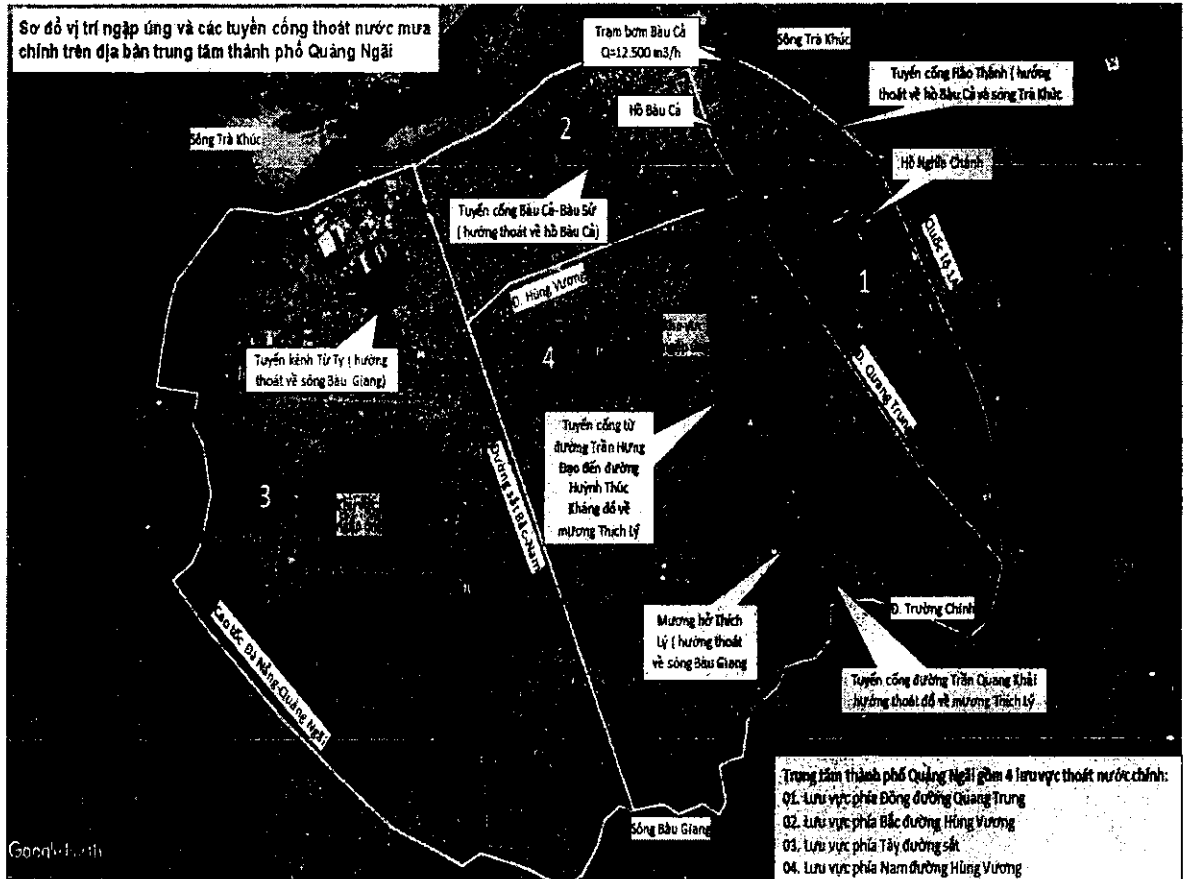 Sơ đồ vị trí ngập úng và các tuyến cống thoát nước mưa
chính trên địa bàn trung tâm thành phố Quảng Ngãi
Trạm bơm Bàu Cả
Q=12.500 m3/h
Sông Trà Khúc
Tuyến cống Hào Thành ( hướng
thoát về hồ Bàu Cả và sông Trà Khúc
Hồ Bàu Cả
2
Sông Trà Khúc
Hồ Nghĩa Chánh
Tuyến cống Bàu Cả-Bàu Sứ
( hướng thoát về hồ Bàu Cả)
Quốc lộ 1A
1
Đ. Hùng Vương
Tuyến kênh Từ Ty ( hướng
thoát về sông Bàu Giang)
4
Đ. Quang Trun
Tuyến cống từ
đường Trần Hưng
Đạo đến đường
Huỳnh Thúc
Kháng đổ về
mương Thích Lý
Đường sắt Bắc-Nam
3
Mương hở Thích
Lý ( hướng thoát
về sông Bàu Giang
Đ. Trường Chinh
Cao tốc Đà Nẵng-Quảng Ngãi
Tuyến cống đường Trần Quang Khải
hướng thoát đổ về mương Thích Lý
Sông Bàu Giang
Trung tâm thành phố Quảng Ngãi gồm 4 lưu vực thoát nước chính:
01. Lưu vực phía Đông đường Quang Trung
02. Lưu vực phía Bắc đường Hùng Vương
03. Lưu vực phía Tây đường sắt
04. Lưu vực phía Nam đường Hùng Vương
Google Earth